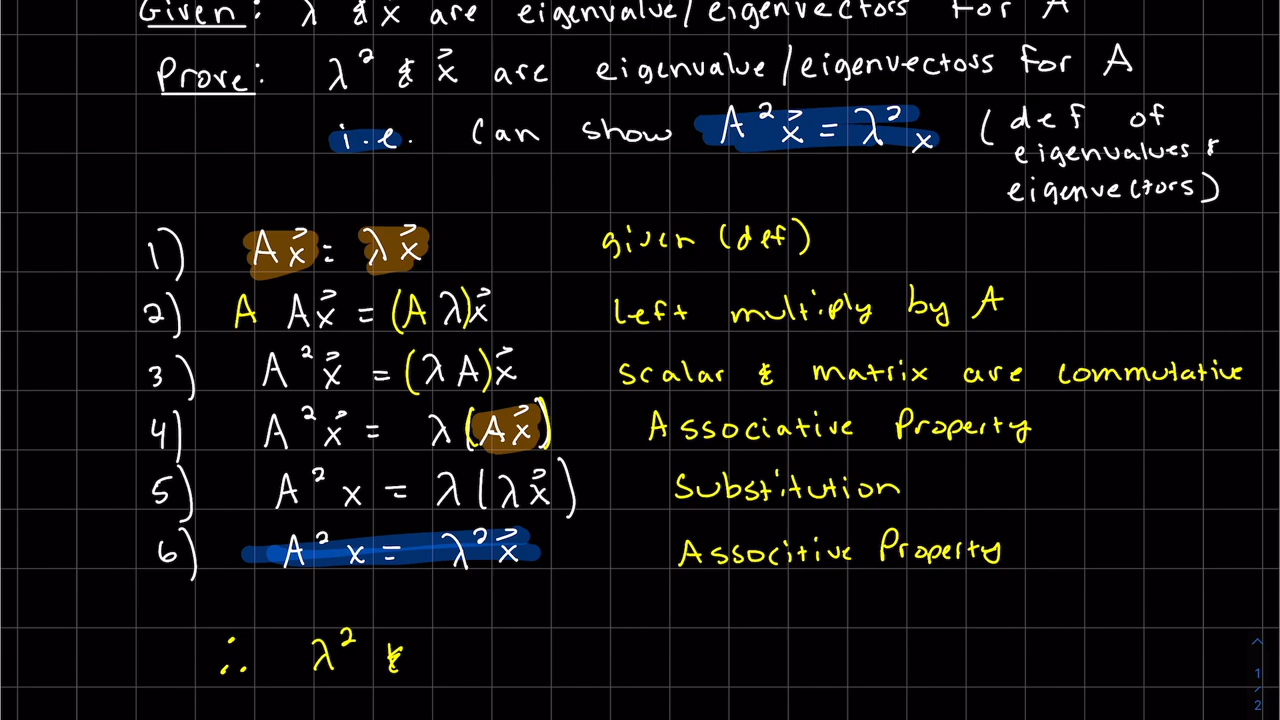 Given: λ & x are eigenvalue/eigenvectors for A
Prove: λ² & x⃗ are eigenvalue/eigenvectors for A
i.e. can show A²x⃗ = λ²x (def of eigenvalues & eigenvectors)
1) Ax⃗ = λx⃗ given (def)
2) A Ax⃗ = (Aλ)x⃗ left multiply by A
3) A²x⃗ = (λA)x⃗ scalar & matrix are commutative
4) A²x⃗ = λ(Ax⃗) Associative Property
5) A²x = λ(λx⃗) Substitution
6) A²x = λ²x⃗ Associtive Property
∴ λ² &
1/2